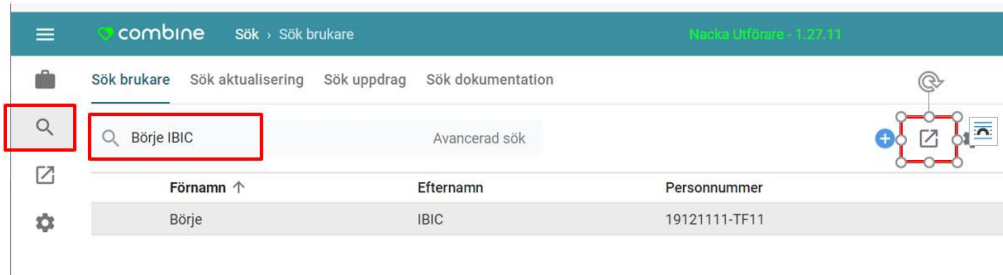 combine Sök › Sök brukare Nacka Utförare - 1.27.11
Sök brukare Sök aktualisering Sök uppdrag Sök dokumentation
Börje IBIC Avancerad sök
Förnamn ↑ Efternamn Personnummer
Börje IBIC 19121111-TF11